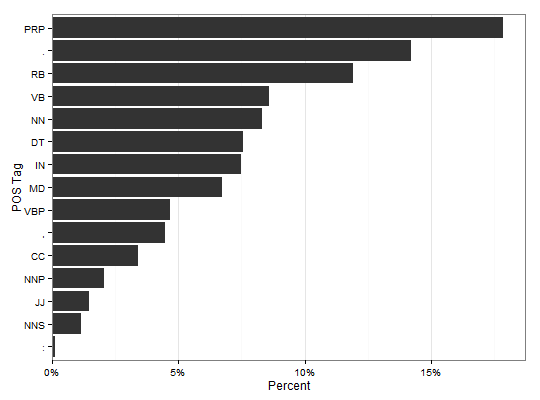 PRP
.
RB
VB
NN
DT
IN
MD
VBP
,
CC
NNP
JJ
NNS
:
POS Tag
0% 5% 10% 15%
Percent